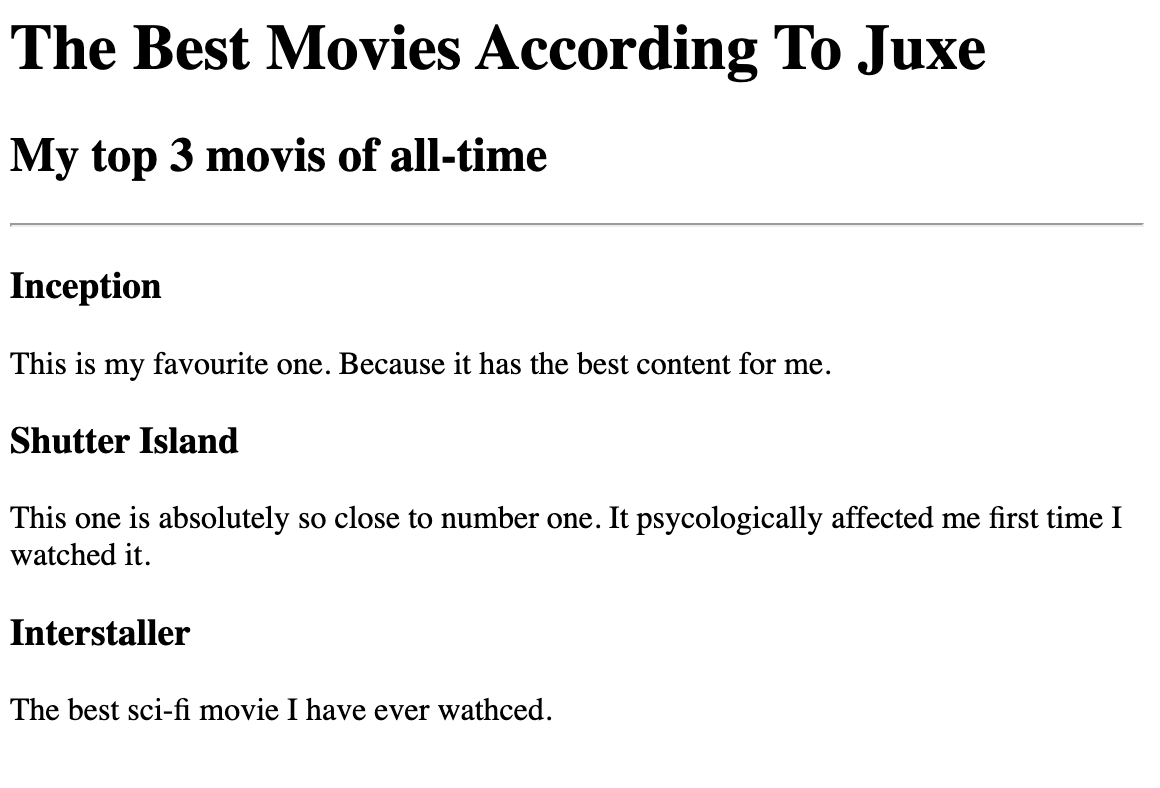 The Best Movies According To Juxe
My top 3 movis of all-time
Inception
This is my favourite one. Because it has the best content for me.
Shutter Island
This one is absolutely so close to number one. It psycologically affected me first time I
watched it.
Interstaller
The best sci-fi movie I have ever wathced.